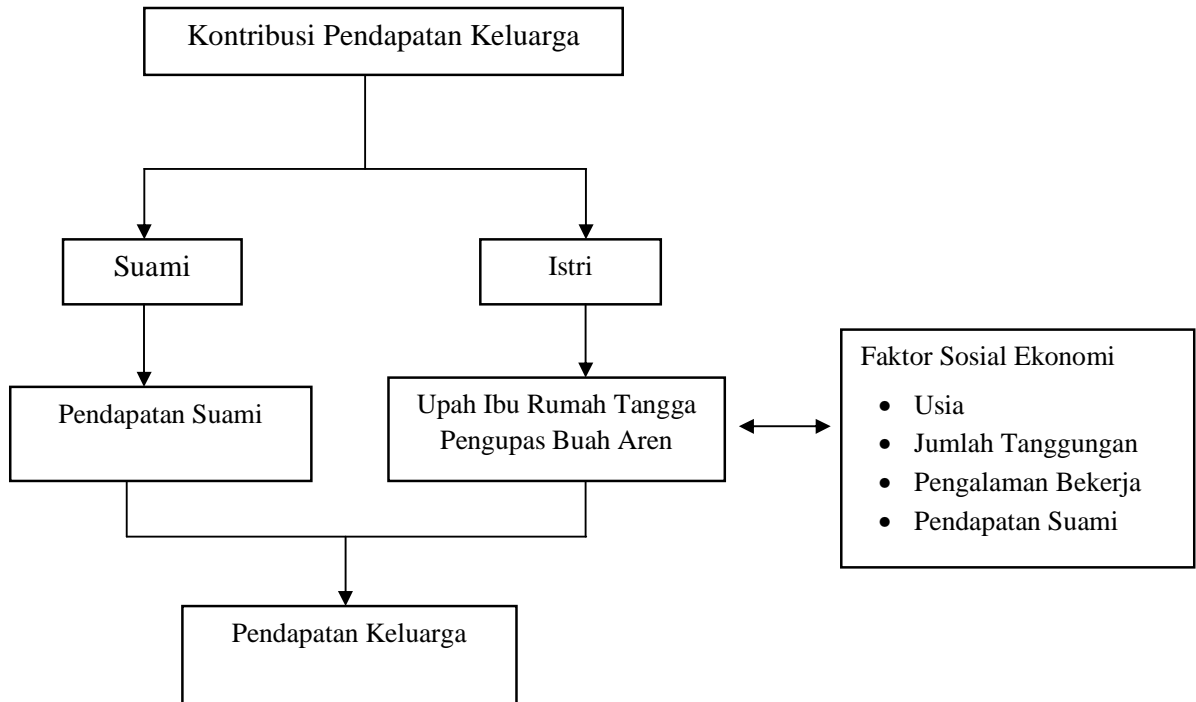 Kontribusi Pendapatan Keluarga
Suami
Istri
Pendapatan Suami
Upah Ibu Rumah Tangga
Pengupas Buah Aren
Faktor Sosial Ekonomi
• Usia
• Jumlah Tanggungan
• Pengalaman Bekerja
• Pendapatan Suami
Pendapatan Keluarga